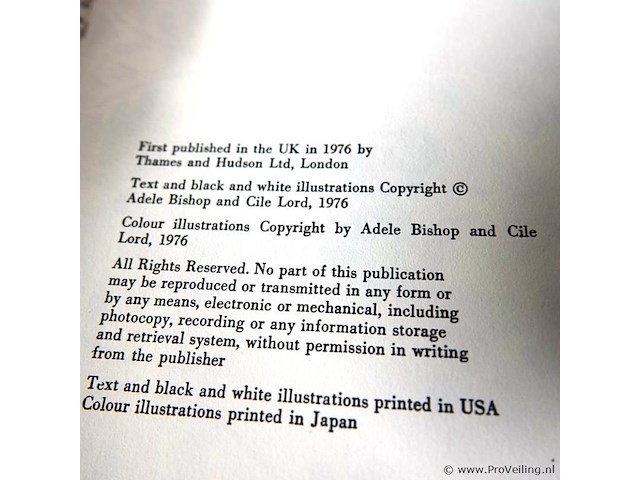 First published in the UK in 1976 by
Thames and Hudson Ltd, London
Text and black and white illustrations Copyright ©
Adele Bishop and Cile Lord, 1976
Colour illustrations Copyright by Adele Bishop and Cile
Lord, 1976
All Rights Reserved. No part of this publication
may be reproduced or transmitted in any form or
by any means, electronic or mechanical, including
photocopy, recording or any information storage
and retrieval system, without permission in writing
from the publisher
Text and black and white illustrations printed in USA
Colour illustrations printed in Japan
© www.ProVeiling.nl